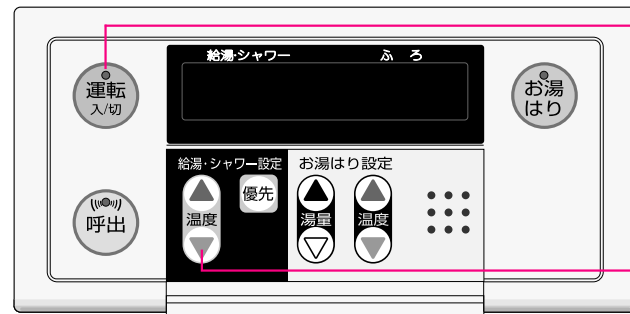 給湯・シャワー
ふろ
運転
入/切
お湯
はり
給湯・シャワー設定
お湯はり設定
優先
温度
湯量
温度
呼出